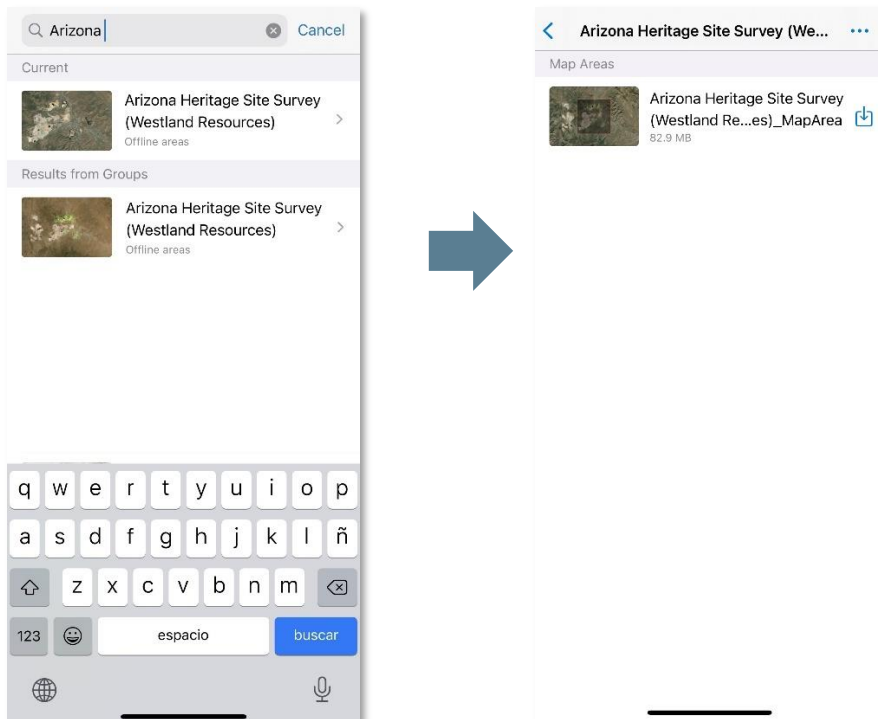 Arizona
Cancel
Current
Arizona Heritage Site Survey
(Westland Resources)
Offline areas
Results from Groups
Arizona Heritage Site Survey
(Westland Resources)
Offline areas
q w e r t y u i o p
a s d f g h j k l ñ
z x c v b n m
123 espacio buscar
Arizona Heritage Site Survey (We...
Map Areas
Arizona Heritage Site Survey
(Westland Re...es)_MapArea
82.9 MB